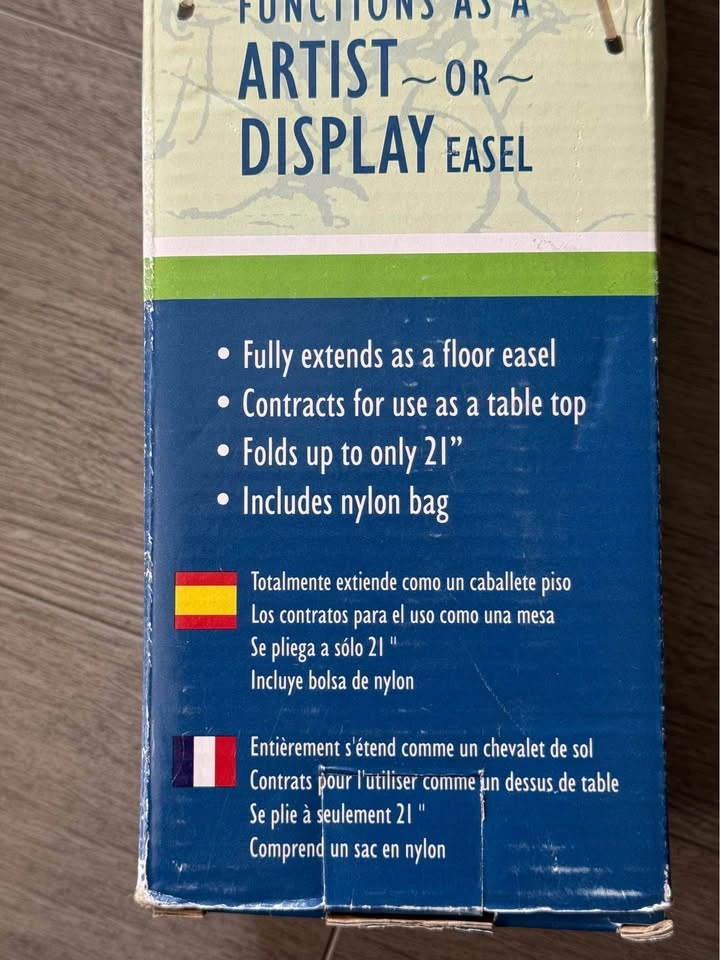 FUNCTIONS AS A
ARTIST ~ OR ~
DISPLAY EASEL
• Fully extends as a floor easel
• Contracts for use as a table top
• Folds up to only 21”
• Includes nylon bag
Totalmente extiende como un caballete piso
Los contratos para el uso como una mesa
Se pliega a sólo 21 "
Incluye bolsa de nylon
Entièrement s'étend comme un chevalet de sol
Contrats pour l'utiliser comme un dessus de table
Se plie à seulement 21 "
Comprend un sac en nylon